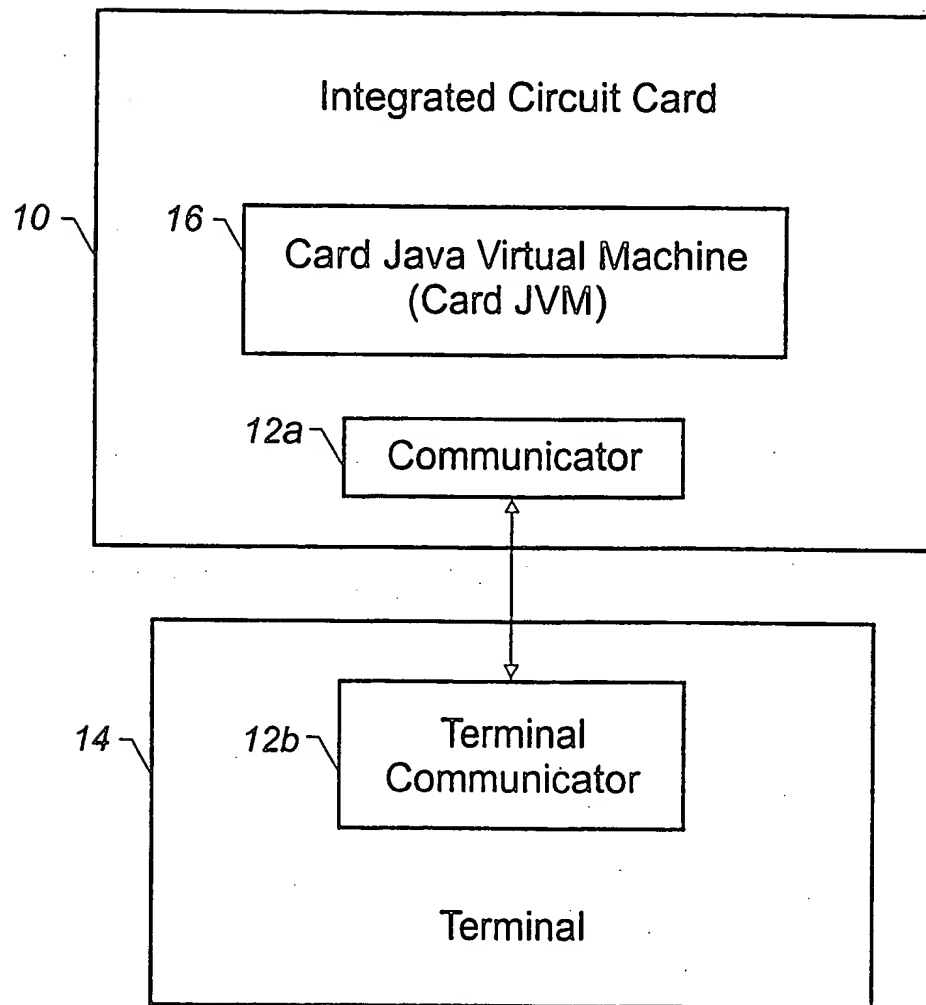 Integrated Circuit Card
10
16
Card Java Virtual Machine
(Card JVM)
12a
Communicator
14
12b
Terminal
Communicator
Terminal